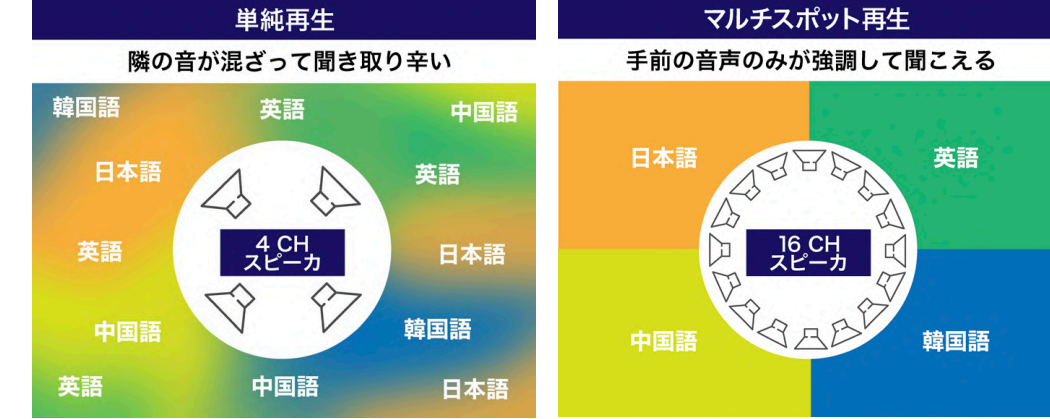 単純再生
隣の音が混ざって聞き取り辛い
韓国語
英語
中国語
日本語
英語
英語
4 CH
スピーカ
日本語
中国語
韓国語
英語
中国語
日本語
マルチスポット再生
手前の音声のみが強調して聞こえる
日本語
英語
16 CH
スピーカ
中国語
韓国語